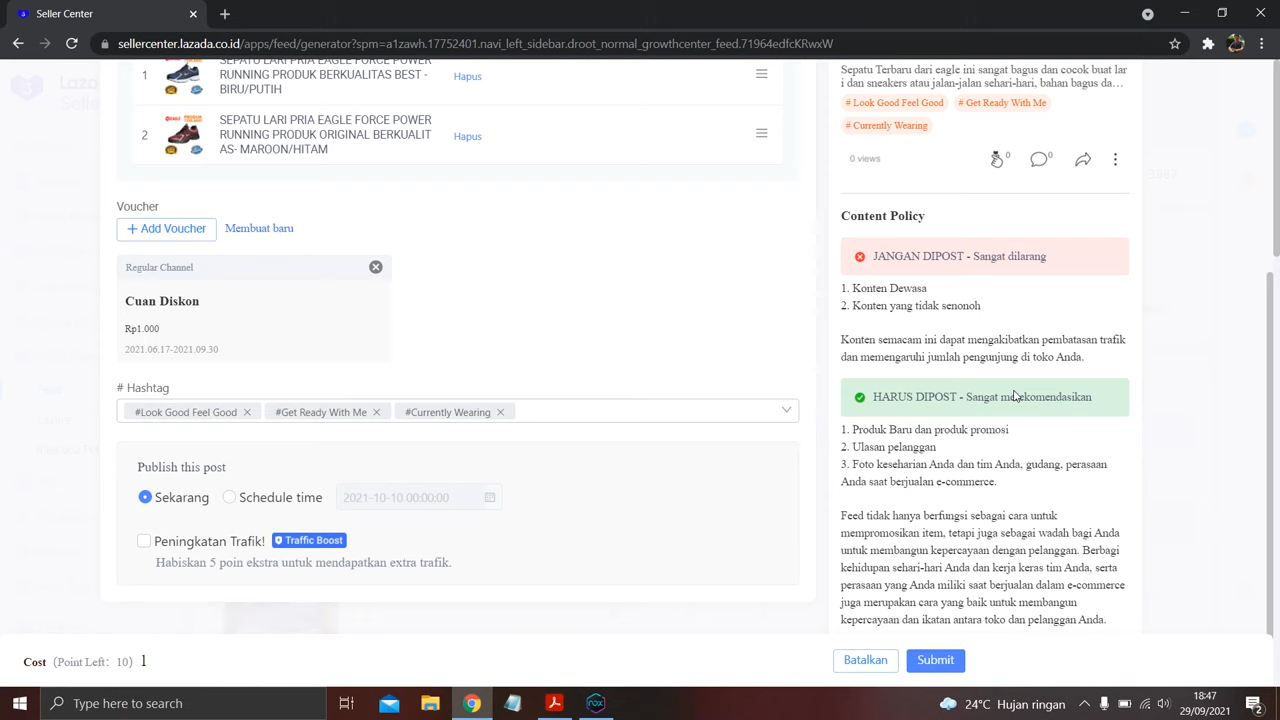 Sekarang
sellercenter.lazada.co.id/apps/feed/generator?spm=a1zawh.17752401.navi_left_sidebar.droot_normal_growthcenter_feed.71964edfcKRwxW
1
SEPATU LARI PRIA EAGLE FORCE POWER
RUNNING PRODUK BERKUALITAS BEST -
BIRU/PUTIH
Hapus
2
SEPATU LARI PRIA EAGLE FORCE POWER
RUNNING PRODUK ORIGINAL BERKUALIT
AS- MAROON/HITAM
Hapus
Voucher
+ Add Voucher
Membuat baru
Regular Channel
Cuan Diskon
Rp1.000
2021.06.17-2021.09.30
# Hashtag
#Look Good Feel Good
#Get Ready With Me
#Currently Wearing
Publish this post
Sekarang
Schedule time
2021-10-10 00:00:00
Peningkatan Trafik!
Traffic Boost
Habiskan 5 poin ekstra untuk mendapatkan extra trafik.
Sepatu Terbaru dari eagle ini sangat bagus dan cocok buat lar
i dan sneakers atau jalan-jalan sehari-hari, bahan bagus da…
# Look Good Feel Good
# Get Ready With Me
# Currently Wearing
0 views
0
0
Content Policy
JANGAN DIPOST - Sangat dilarang
1. Konten Dewasa
2. Konten yang tidak senonoh
Konten semacam ini dapat mengakibatkan pembatasan trafik
dan memengaruhi jumlah pengunjung di toko Anda.
HARUS DIPOST - Sangat merekomendasikan
1. Produk Baru dan produk promosi
2. Ulasan pelanggan
3. Foto keseharian Anda dan tim Anda, gudang, perasaan
Anda saat berjualan e-commerce.
Feed tidak hanya berfungsi sebagai cara untuk
mempromosikan item, tetapi juga sebagai wadah bagi Anda
untuk membangun kepercayaan dengan pelanggan. Berbagi
kehidupan sehari-hari Anda dan kerja keras tim Anda, serta
perasaan yang Anda miliki saat berjualan dalam e-commerce
juga merupakan cara yang baik untuk membangun
kepercayaan dan ikatan antara toko dan pelanggan Anda.
Cost (Point Left: 10) 1
Batalkan
Submit
Type here to search
24°C Hujan ringan
18:47
29/09/2021
2